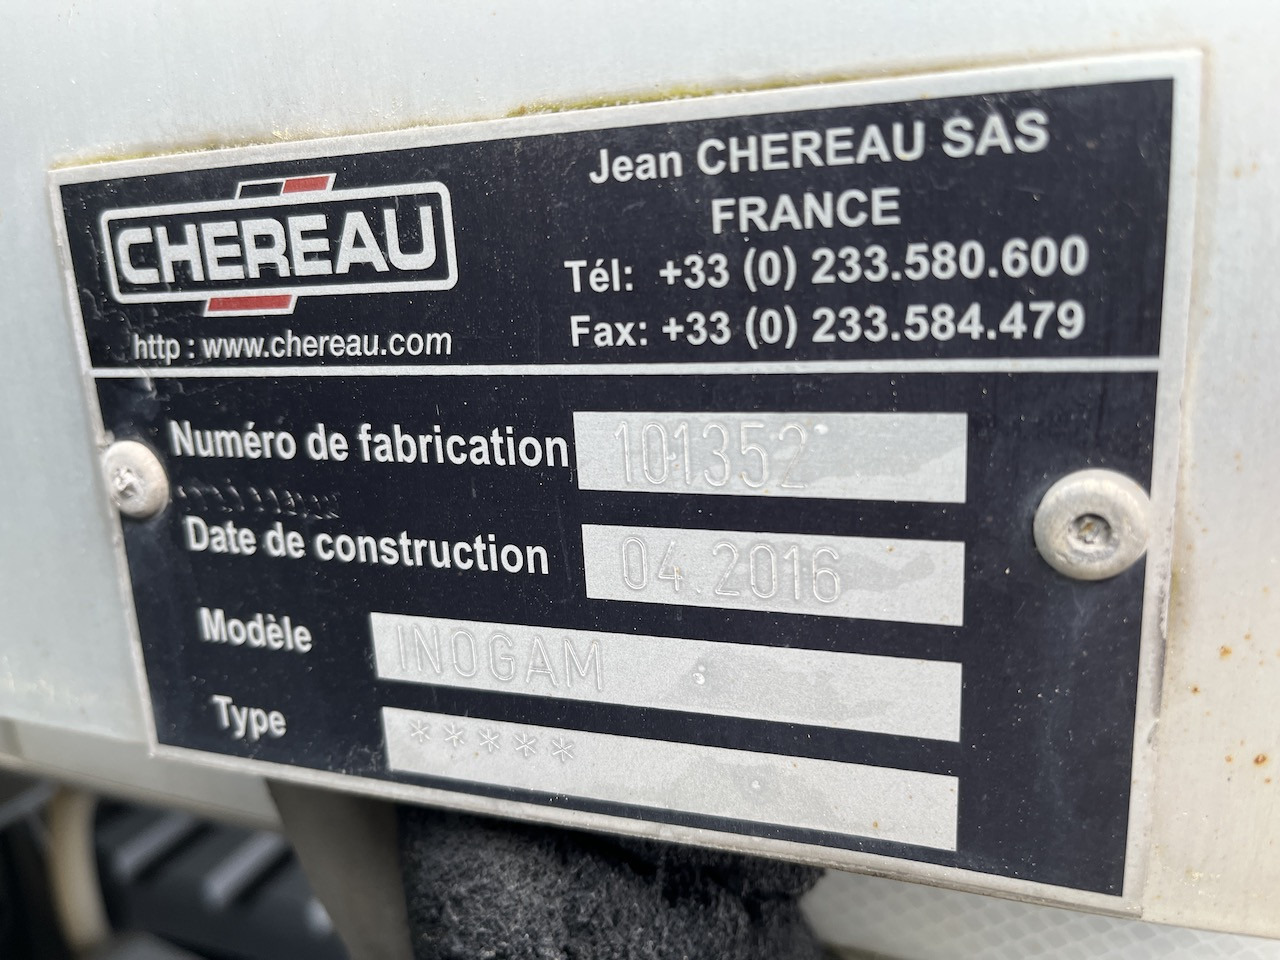 CHEREAU
http : www.chereau.com
Jean CHEREAU SAS
FRANCE
Tél: +33 (0) 233.580.600
Fax: +33 (0) 233.584.479
Numéro de fabrication 101352
Date de construction 04.2016
Modèle INOGAM
Type *****